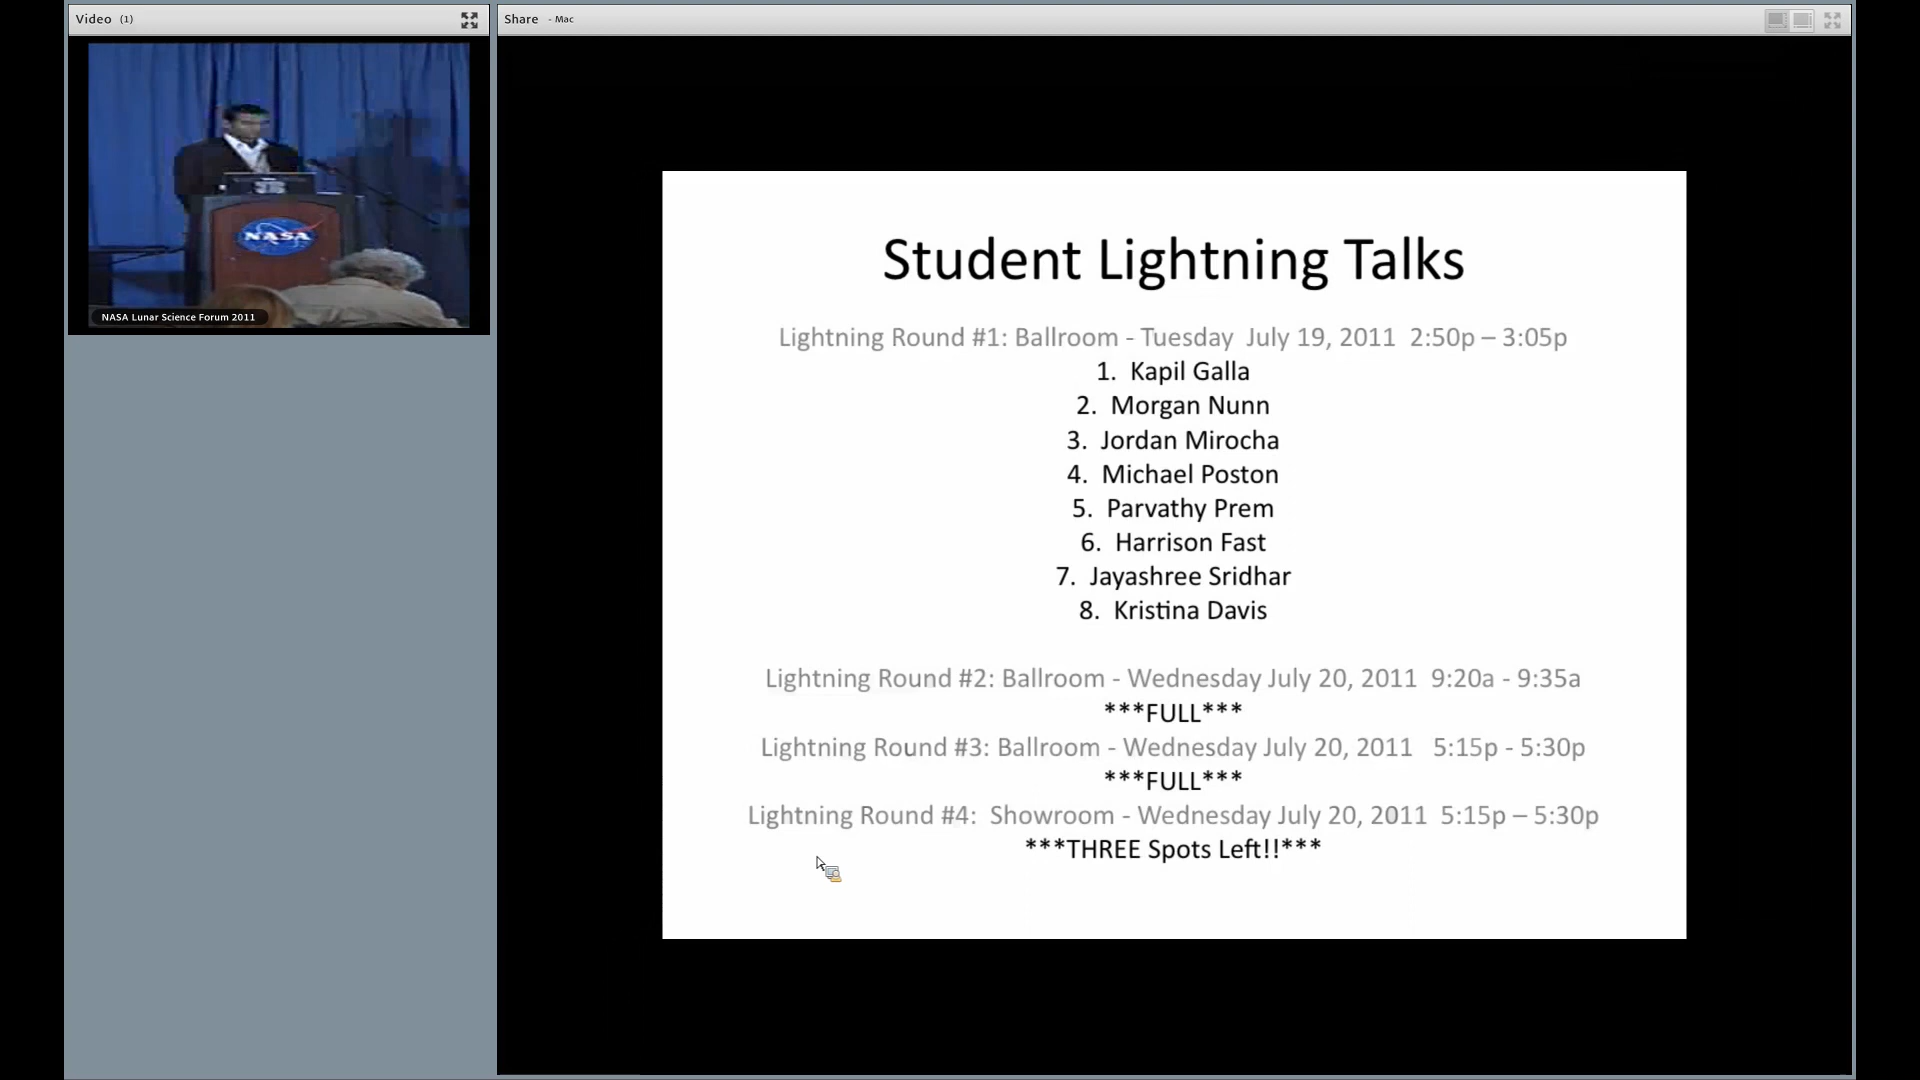 Video (1)
NASA
NASA Lunar Science Forum 2011
Share - Mac
Student Lightning Talks
Lightning Round #1: Ballroom - Tuesday July 19, 2011 2:50p – 3:05p
1. Kapil Galla
2. Morgan Nunn
3. Jordan Mirocha
4. Michael Poston
5. Parvathy Prem
6. Harrison Fast
7. Jayashree Sridhar
8. Kristina Davis
Lightning Round #2: Ballroom - Wednesday July 20, 2011 9:20a - 9:35a
***FULL***
Lightning Round #3: Ballroom - Wednesday July 20, 2011 5:15p - 5:30p
***FULL***
Lightning Round #4: Showroom - Wednesday July 20, 2011 5:15p – 5:30p
***THREE Spots Left!!***